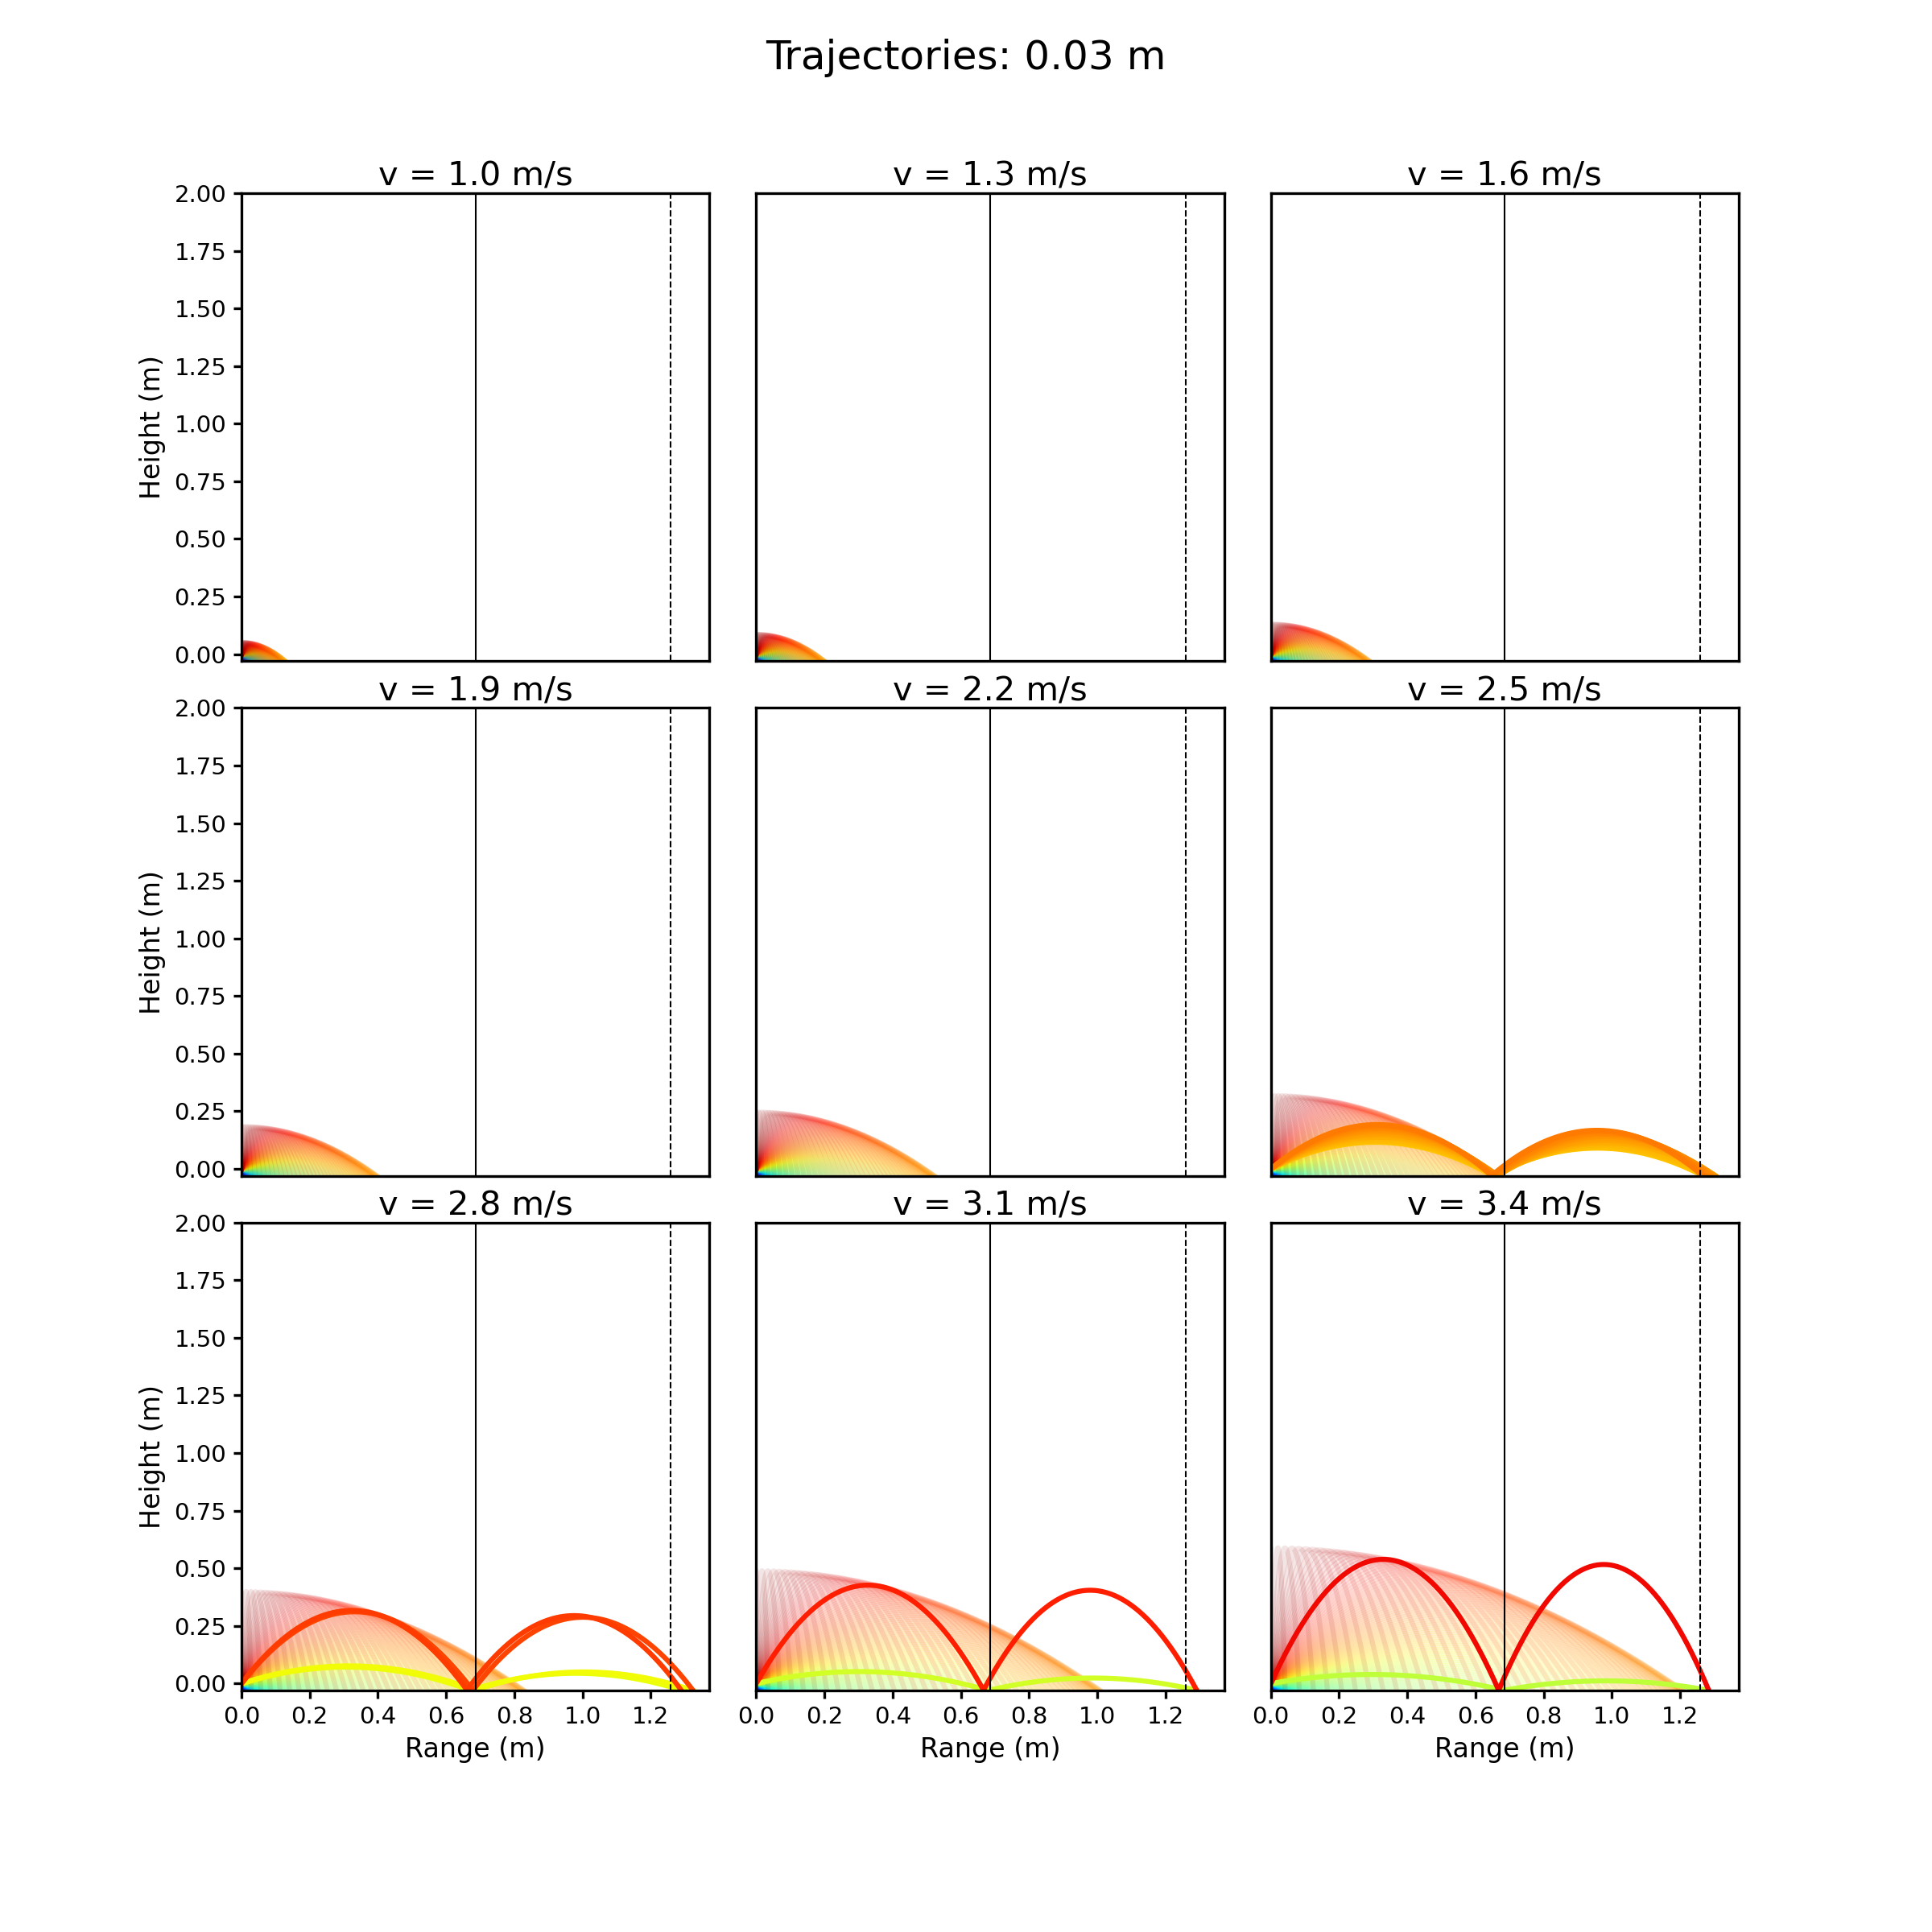 Trajectories: 0.03 m
v = 1.0 m/s
v = 1.3 m/s
v = 1.6 m/s
2.00
1.75
1.50
1.25
1.00
0.75
0.50
0.25
0.00
Height (m)
v = 1.9 m/s
v = 2.2 m/s
v = 2.5 m/s
2.00
1.75
1.50
1.25
1.00
0.75
0.50
0.25
0.00
Height (m)
v = 2.8 m/s
v = 3.1 m/s
v = 3.4 m/s
2.00
1.75
1.50
1.25
1.00
0.75
0.50
0.25
0.00
Height (m)
0.0 0.2 0.4 0.6 0.8 1.0 1.2
0.0 0.2 0.4 0.6 0.8 1.0 1.2
0.0 0.2 0.4 0.6 0.8 1.0 1.2
Range (m)
Range (m)
Range (m)